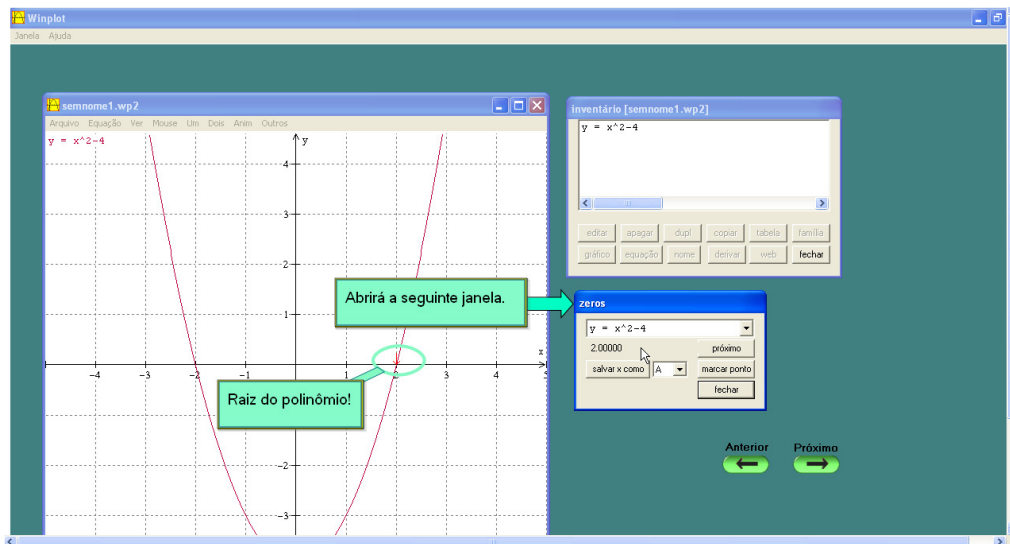 Winplot
Janela Ajuda
semnome1.wp2
Arquivo Equação Ver Mouse Um Dois Anim Outros
y = x^2-4
y
4
3
2
1
x
-4 -3 -2 -1 1 2 3 4 5
-2
-3
Abrirá a seguinte janela.
Raiz do polinômio!
inventário [semnome1.wp2]
y = x^2-4
editar apagar dupl copiar tabela família
gráfico equação nome derivar web fechar
zeros
y = x^2-4
2.00000 próximo
salvar x como A marcar ponto
fechar
Anterior Próximo